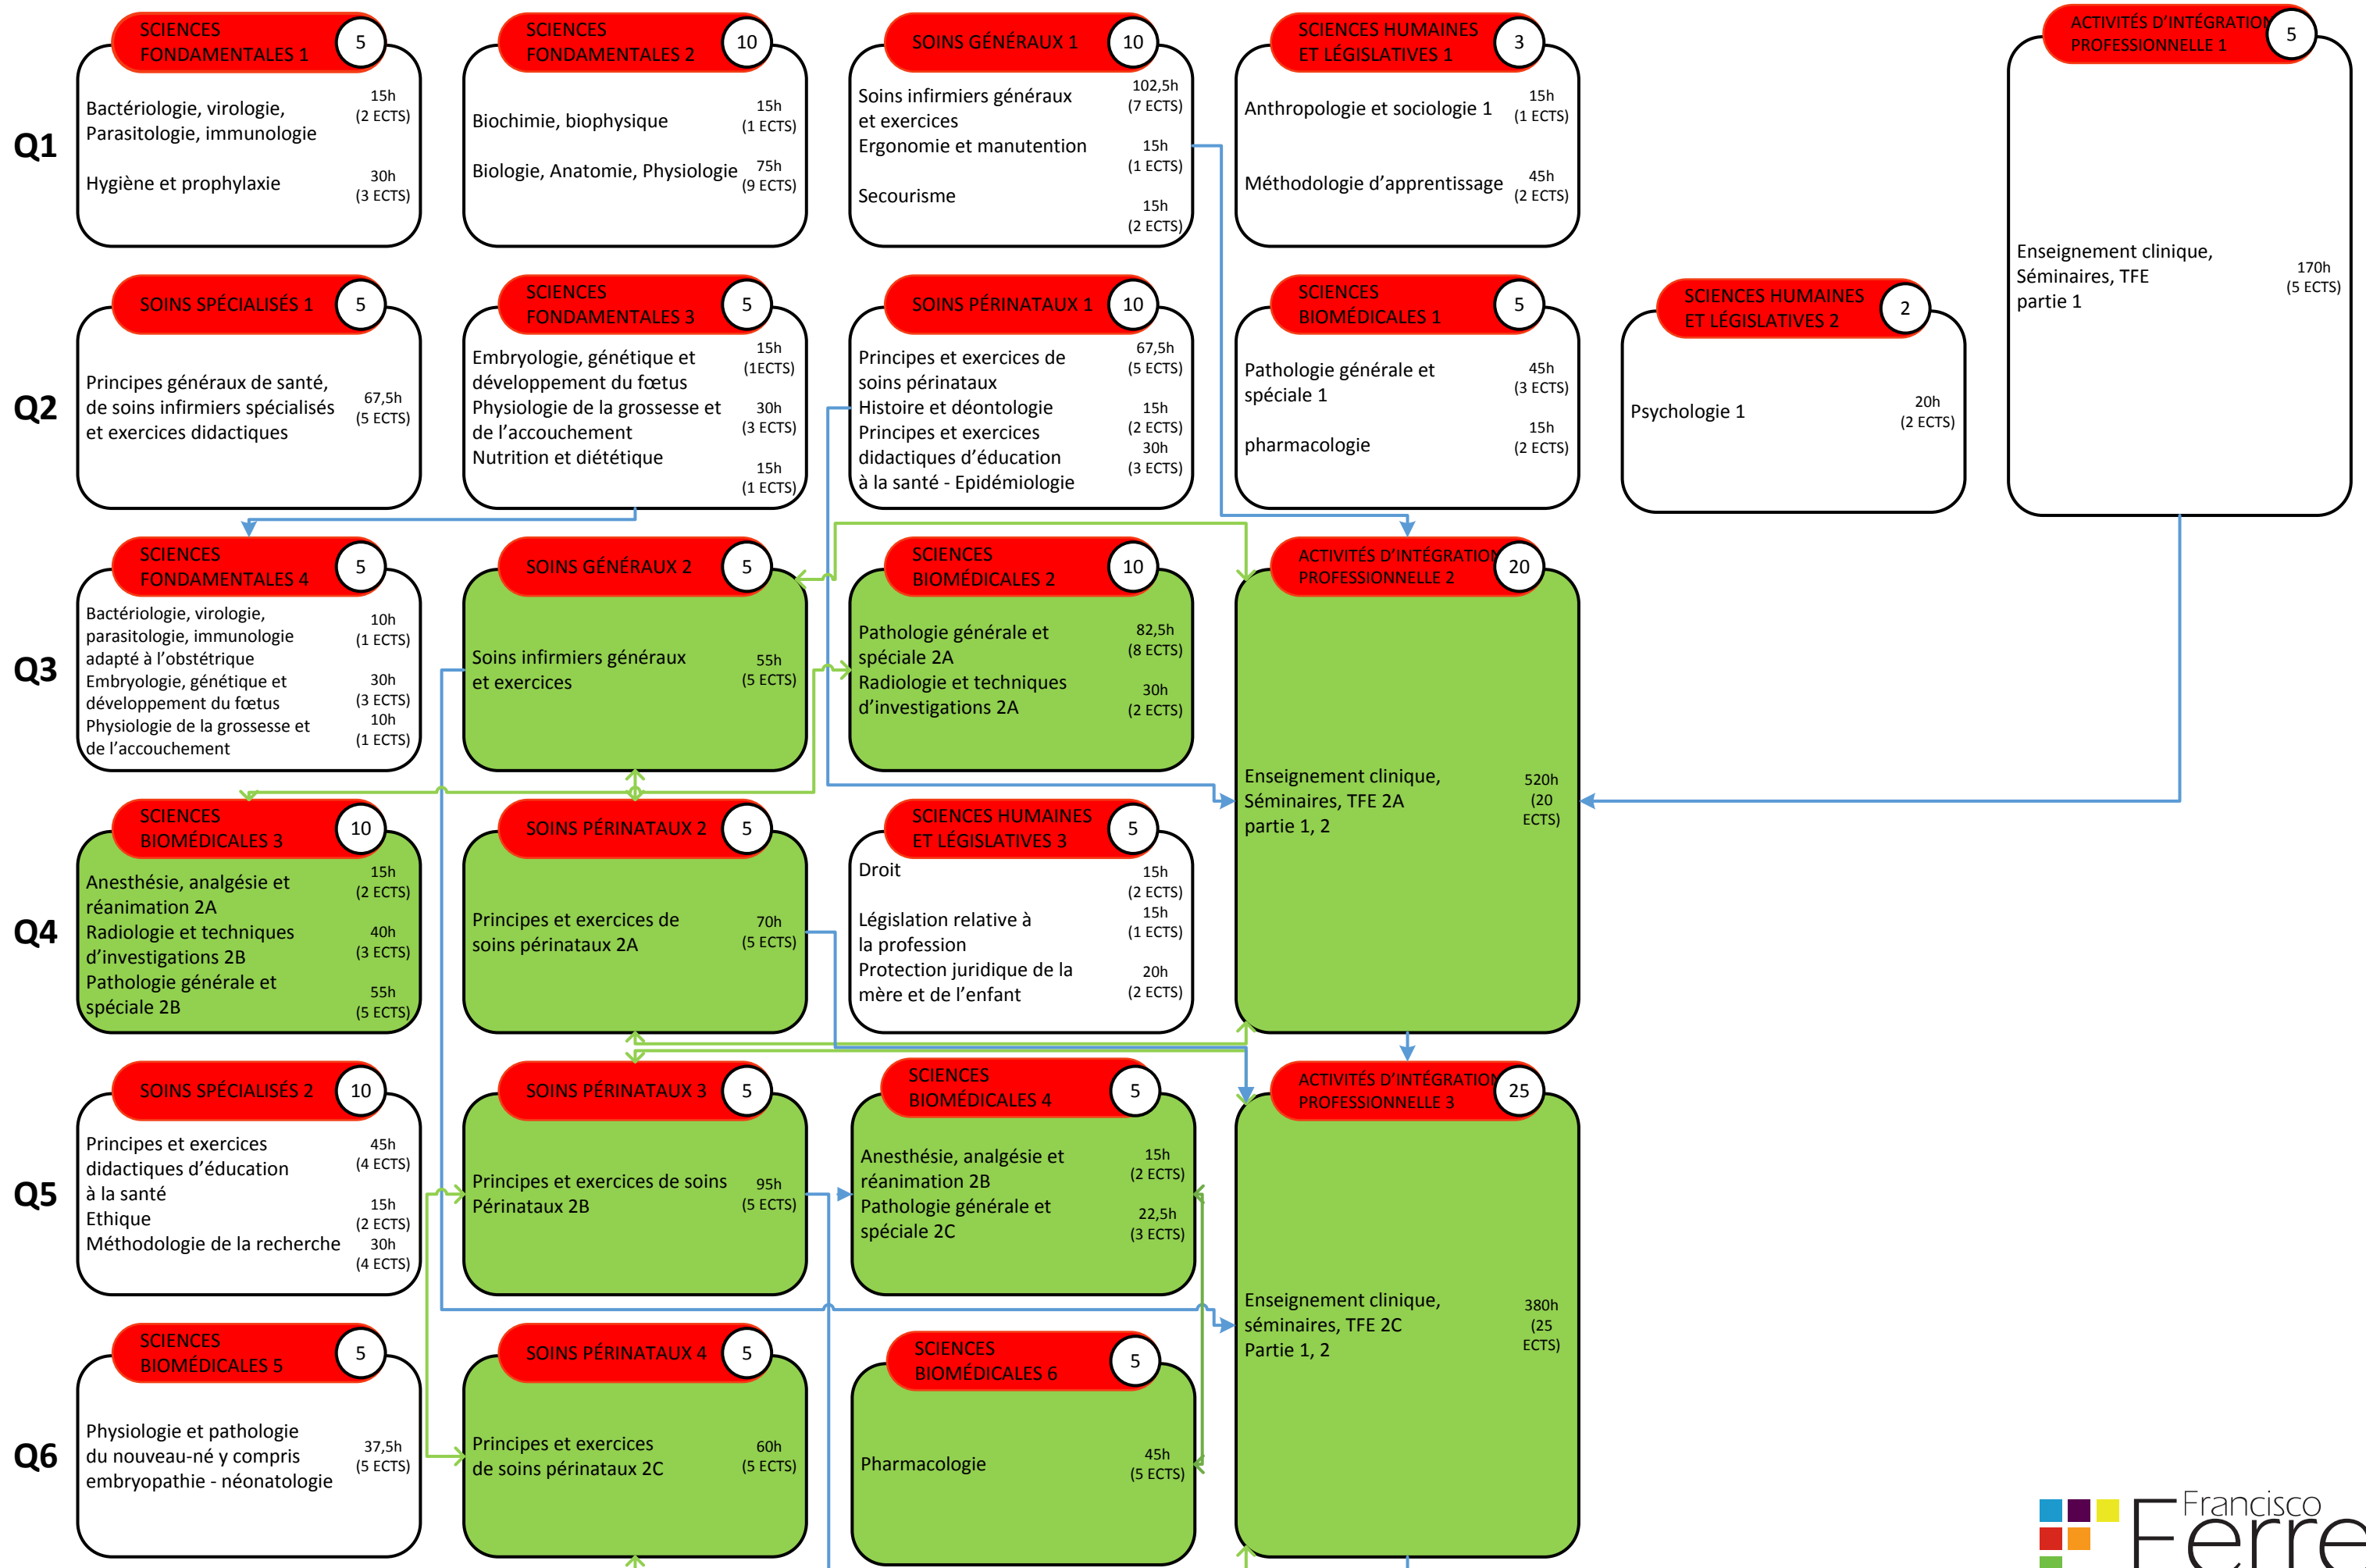 Q1
SCIENCES
FONDAMENTALES 1
5
Bactériologie, virologie,
Parasitologie, immunologie
15h
(2 ECTS)
Hygiène et prophylaxie
30h
(3 ECTS)
SCIENCES
FONDAMENTALES 2
10
Biochimie, biophysique
15h
(1 ECTS)
Biologie, Anatomie, Physiologie
75h
(9 ECTS)
SOINS GÉNÉRAUX 1
10
Soins infirmiers généraux
et exercices
102,5h
(7 ECTS)
Ergonomie et manutention
15h
(1 ECTS)
Secourisme
15h
(2 ECTS)
SCIENCES HUMAINES
ET LÉGISLATIVES 1
3
Anthropologie et sociologie 1
15h
(1 ECTS)
Méthodologie d'apprentissage
45h
(2 ECTS)
ACTIVITÉS D'INTÉGRATION
PROFESSIONNELLE 1
5
Enseignement clinique,
Séminaires, TFE
partie 1
170h
(5 ECTS)
Q2
SOINS SPÉCIALISÉS 1
5
Principes généraux de santé,
de soins infirmiers spécialisés
et exercices didactiques
67,5h
(5 ECTS)
SCIENCES
FONDAMENTALES 3
5
Embryologie, génétique et
développement du fœtus
15h
(1ECTS)
Physiologie de la grossesse et
de l'accouchement
30h
(3 ECTS)
Nutrition et diététique
15h
(1 ECTS)
SOINS PÉRINATAUX 1
10
Principes et exercices de
soins périnataux
67,5h
(5 ECTS)
Histoire et déontologie
15h
(2 ECTS)
Principes et exercices
didactiques d'éducation
à la santé - Epidémiologie
30h
(3 ECTS)
SCIENCES
BIOMÉDICALES 1
5
Pathologie générale et
spéciale 1
45h
(3 ECTS)
pharmacologie
15h
(2 ECTS)
SCIENCES HUMAINES
ET LÉGISLATIVES 2
2
Psychologie 1
20h
(2 ECTS)
Q3
SCIENCES
FONDAMENTALES 4
5
Bactériologie, virologie,
parasitologie, immunologie
adapté à l'obstétrique
10h
(1 ECTS)
Embryologie, génétique et
développement du fœtus
30h
(3 ECTS)
Physiologie de la grossesse et
de l'accouchement
10h
(1 ECTS)
SOINS GÉNÉRAUX 2
5
Soins infirmiers généraux
et exercices
55h
(5 ECTS)
SCIENCES
BIOMÉDICALES 2
10
Pathologie générale et
spéciale 2A
82,5h
(8 ECTS)
Radiologie et techniques
d'investigations 2A
30h
(2 ECTS)
ACTIVITÉS D'INTÉGRATION
PROFESSIONNELLE 2
20
Enseignement clinique,
Séminaires, TFE 2A
partie 1, 2
520h
(20
ECTS)
Q4
SCIENCES
BIOMÉDICALES 3
10
Anesthésie, analgésie et
réanimation 2A
15h
(2 ECTS)
Radiologie et techniques
d'investigations 2B
40h
(3 ECTS)
Pathologie générale et
spéciale 2B
55h
(5 ECTS)
SOINS PÉRINATAUX 2
5
Principes et exercices de
soins périnataux 2A
70h
(5 ECTS)
SCIENCES HUMAINES
ET LÉGISLATIVES 3
5
Droit
15h
(2 ECTS)
Législation relative à
la profession
15h
(1 ECTS)
Protection juridique de la
mère et de l'enfant
20h
(2 ECTS)
Q5
SOINS SPÉCIALISÉS 2
10
Principes et exercices
didactiques d'éducation
à la santé
45h
(4 ECTS)
Ethique
15h
(2 ECTS)
Méthodologie de la recherche
30h
(4 ECTS)
SOINS PÉRINATAUX 3
5
Principes et exercices de soins
Périnataux 2B
95h
(5 ECTS)
SCIENCES
BIOMÉDICALES 4
5
Anesthésie, analgésie et
réanimation 2B
15h
(2 ECTS)
Pathologie générale et
spéciale 2C
22,5h
(3 ECTS)
ACTIVITÉS D'INTÉGRATION
PROFESSIONNELLE 3
25
Enseignement clinique,
séminaires, TFE 2C
Partie 1, 2
380h
(25
ECTS)
Q6
SCIENCES
BIOMÉDICALES 5
5
Physiologie et pathologie
du nouveau-né y compris
embryopathie - néonatologie
37,5h
(5 ECTS)
SOINS PÉRINATAUX 4
5
Principes et exercices
de soins périnataux 2C
60h
(5 ECTS)
SCIENCES
BIOMÉDICALES 6
5
Pharmacologie
45h
(5 ECTS)
Francisco
Ferre